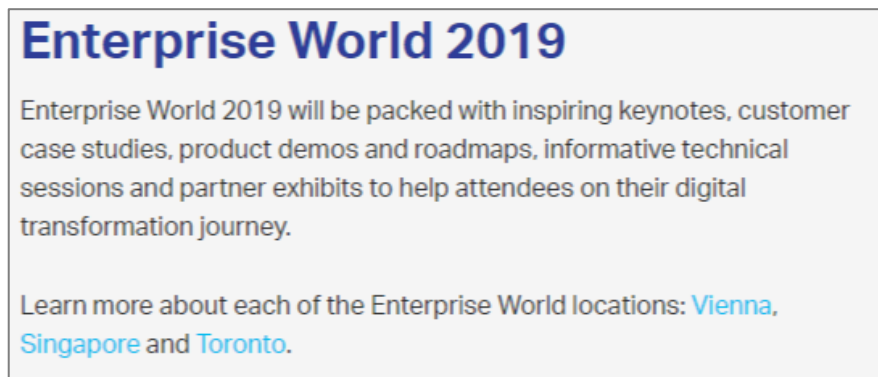 Enterprise World 2019
Enterprise World 2019 will be packed with inspiring keynotes, customer
case studies, product demos and roadmaps, informative technical
sessions and partner exhibits to help attendees on their digital
transformation journey.
Learn more about each of the Enterprise World locations: Vienna,
Singapore and Toronto.